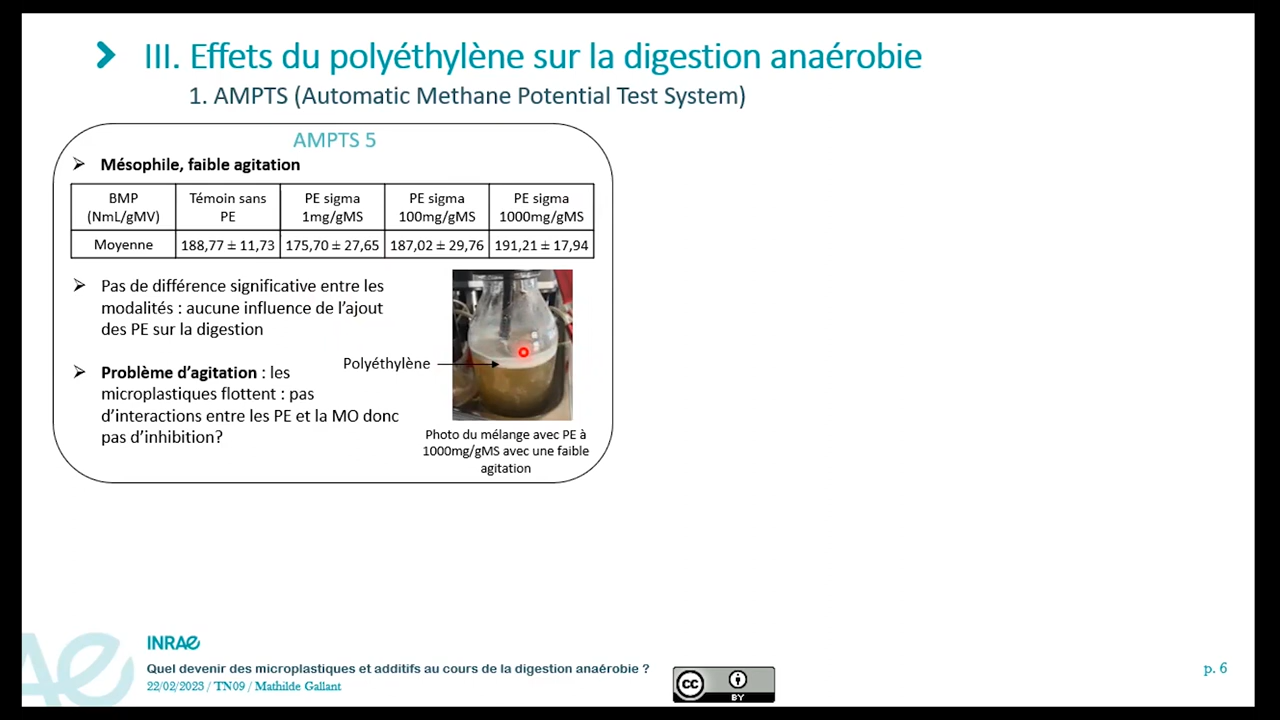 III. Effets du polyéthylène sur la digestion anaérobie
1. AMPTS (Automatic Methane Potential Test System)
AMPTS 5
Mésophile, faible agitation
BMP (NmL/gMV) Témoin sans PE PE sigma 1mg/gMS PE sigma 100mg/gMS PE sigma 1000mg/gMS
Moyenne 188,77 ± 11,73 175,70 ± 27,65 187,02 ± 29,76 191,21 ± 17,94
Pas de différence significative entre les
modalités : aucune influence de l'ajout
des PE sur la digestion
Problème d'agitation : les
microplastiques flottent : pas
d'interactions entre les PE et la MO donc
pas d'inhibition?
Polyéthylène
Photo du mélange avec PE à
1000mg/gMS avec une faible
agitation
INRAE
Quel devenir des microplastiques et additifs au cours de la digestion anaérobie ?
22/02/2023 / TN09 / Mathilde Gallant
cc
BY
p. 6